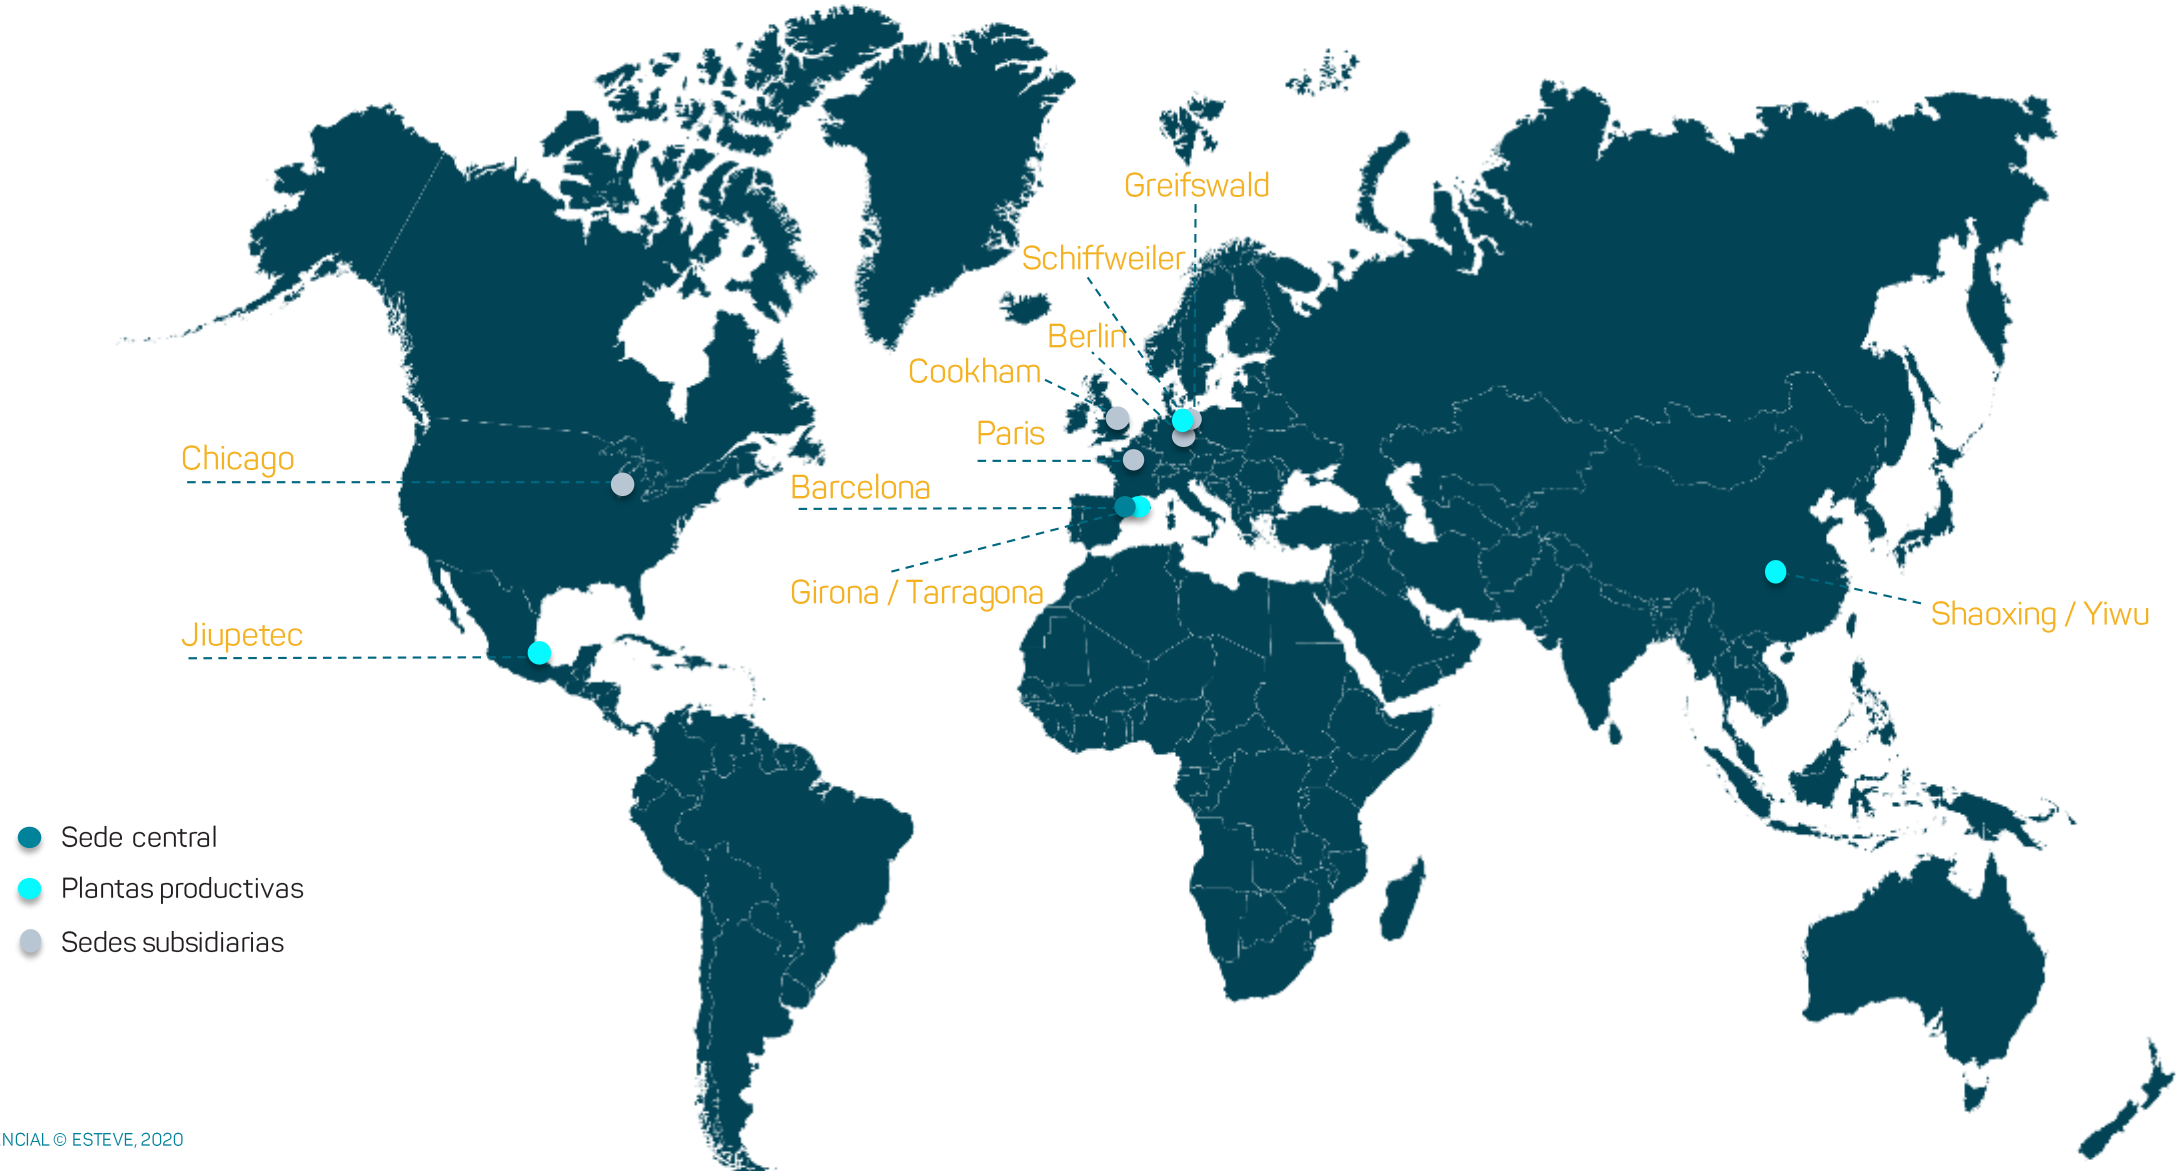 Greifswald
Schiffweiler
Berlin
Cookham
Paris
Chicago
Barcelona
Girona / Tarragona
Shaoxing / Yiwu
Jiupetec
Sede central
Plantas productivas
Sedes subsidiarias
ENCIAL © ESTEVE, 2020